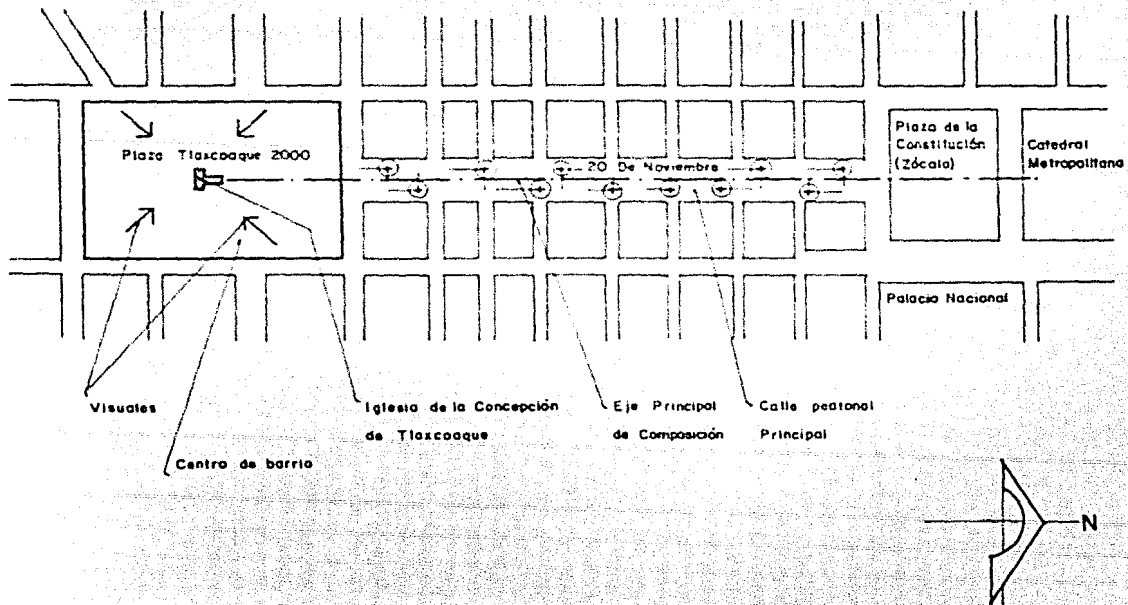 Plaza Tlaxcoaque 2000
20 De Noviembre
Plaza de la
Constitución
(Zócalo)
Catedral
Metropolitana
Palacio Nacional
Visuales
Centro de barrio
Iglesia de la Concepción
de Tlaxcoaque
Eje Principal
de Composición
Calle peatonal
Principal
N